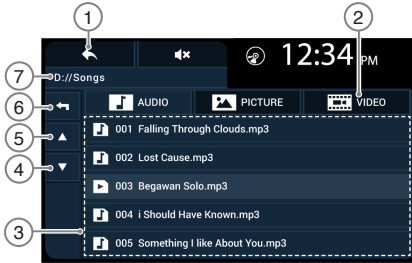 1
2
12:34 PM
7
D://Songs
6
AUDIO
PICTURE
VIDEO
5
001 Falling Through Clouds.mp3
002 Lost Cause.mp3
4
003 Begawan Solo.mp3
004 i Should Have Known.mp3
3
005 Something I like About You.mp3